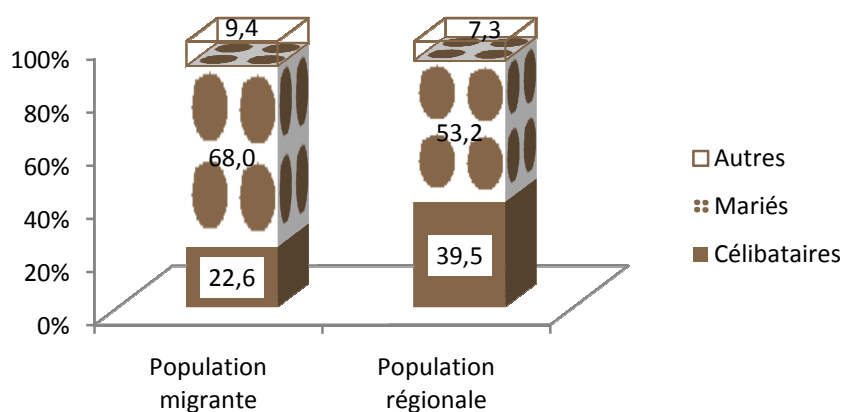 9,4
7,3
100%
80%
60%
40%
20%
0%
68,0
53,2
22,6
39,5
Autres
Mariés
Célibataires
Population
migrante
Population
régionale